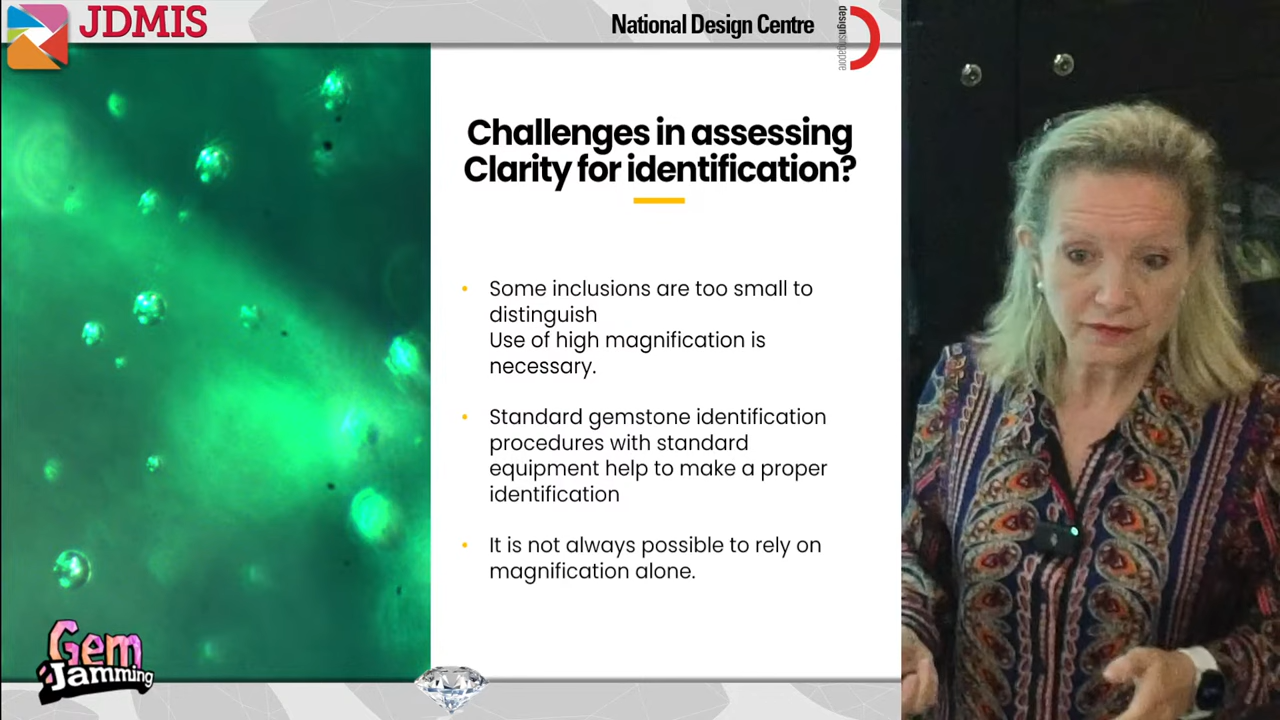 JDMIS
National Design Centre
designsingapore
Challenges in assessing
Clarity for identification?
• Some inclusions are too small to
distinguish
Use of high magnification is
necessary.
• Standard gemstone identification
procedures with standard
equipment help to make a proper
identification
• It is not always possible to rely on
magnification alone.
Gem
Jamming